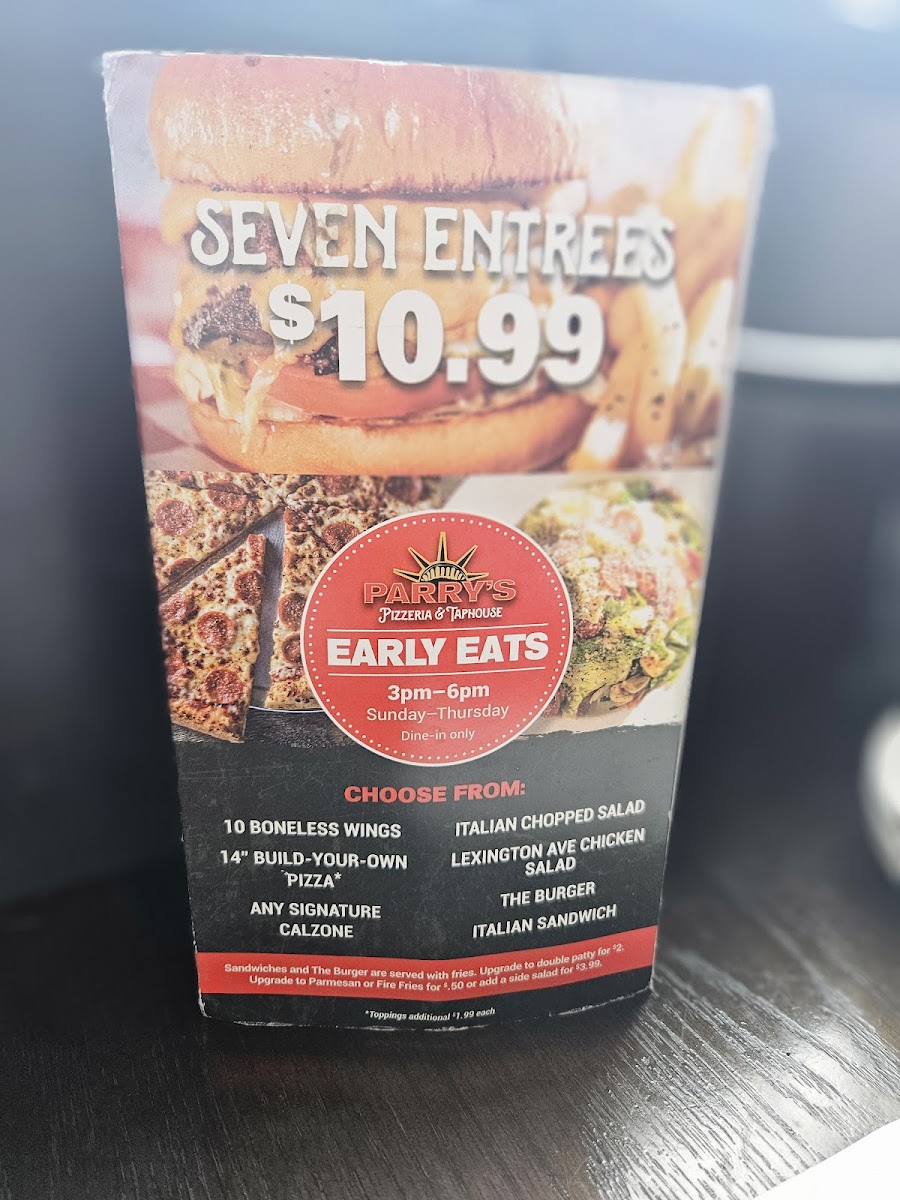 SEVEN ENTREES
$10.99
PARRY'S
PIZZERIA & TAPHOUSE
EARLY EATS
3pm–6pm
Sunday–Thursday
Dine-in only
CHOOSE FROM:
10 BONELESS WINGS
14" BUILD-YOUR-OWN
PIZZA*
ANY SIGNATURE
CALZONE
ITALIAN CHOPPED SALAD
LEXINGTON AVE CHICKEN
SALAD
THE BURGER
ITALIAN SANDWICH
Sandwiches and The Burger are served with fries. Upgrade to double patty for $2.
Upgrade to Parmesan or Fire Fries for $.50 or add a side salad for $3.99.
*Toppings additional $1.99 each